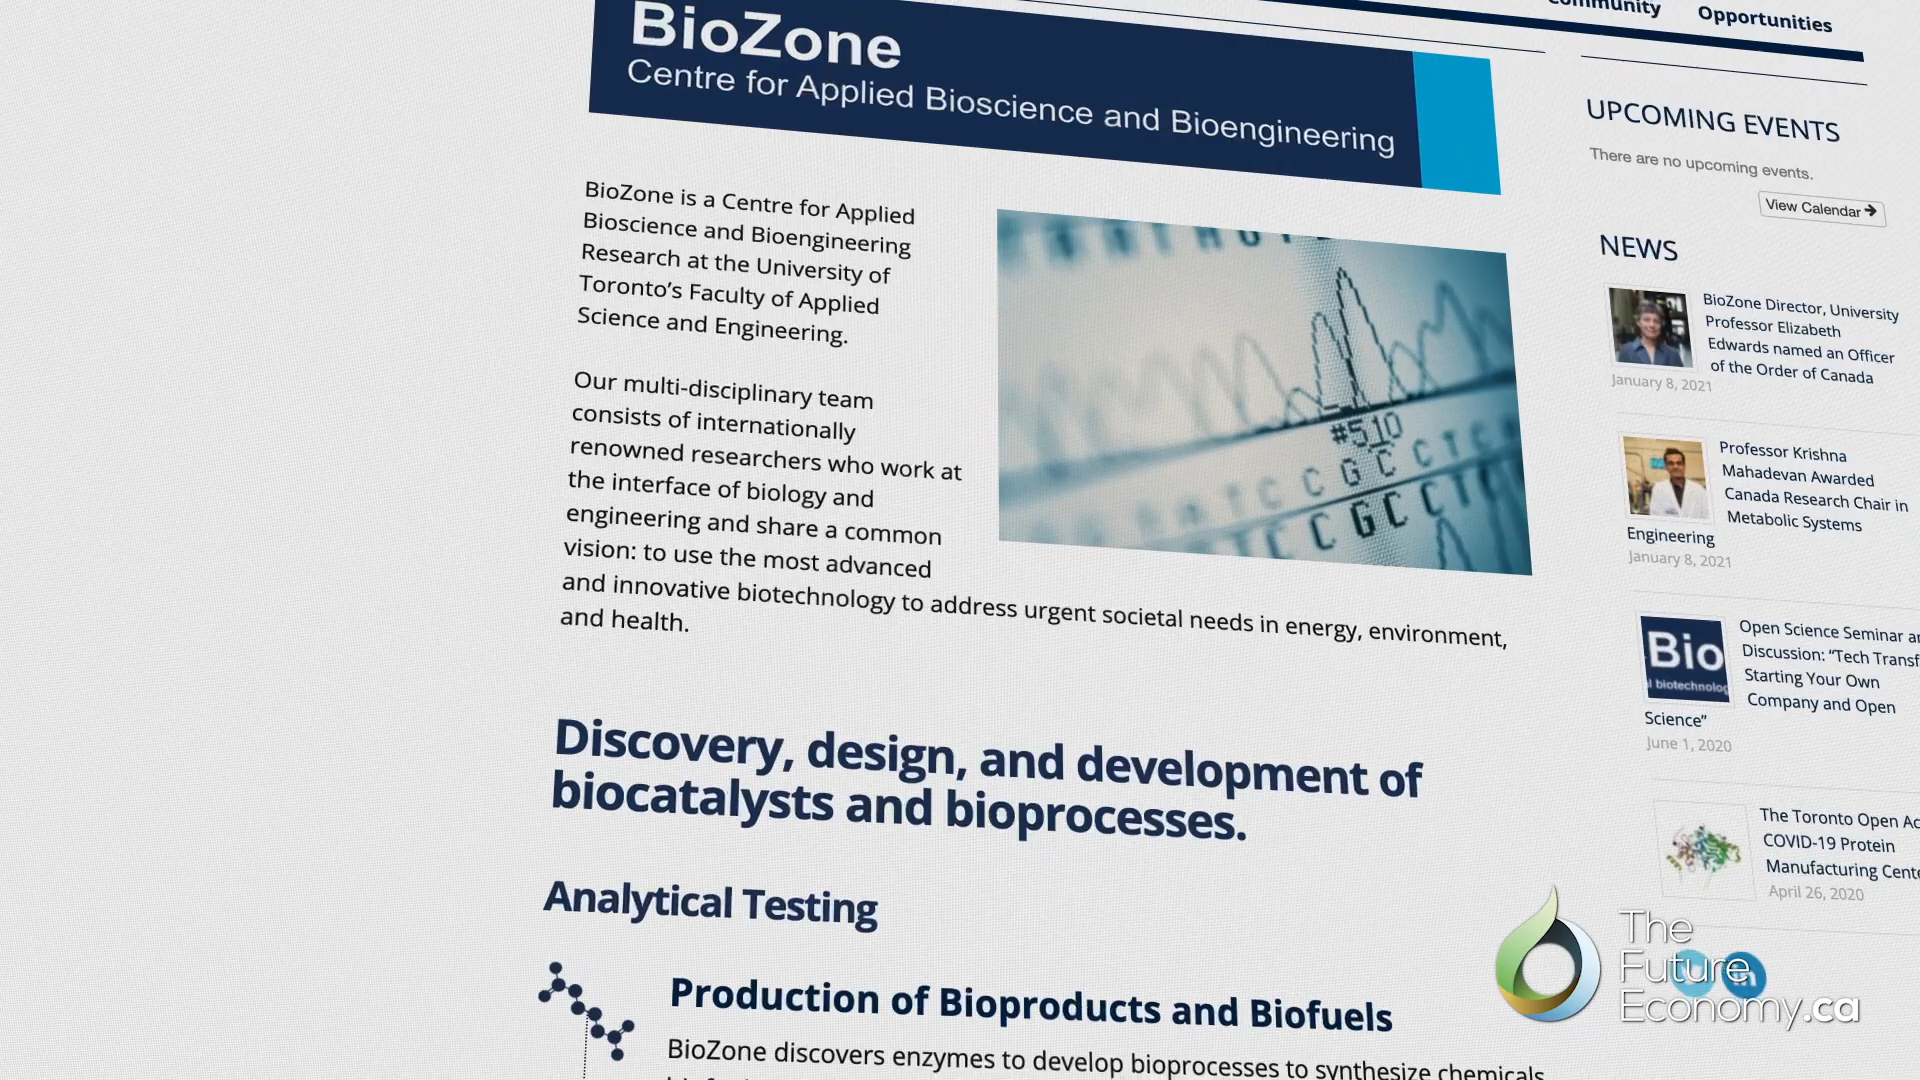 Community Opportunities
BioZone
Centre for Applied Bioscience and Bioengineering
BioZone is a Centre for Applied
Bioscience and Bioengineering
Research at the University of
Toronto’s Faculty of Applied
Science and Engineering.
Our multi-disciplinary team
consists of internationally
renowned researchers who work at
the interface of biology and
engineering and share a common
vision: to use the most advanced
and innovative biotechnology to address urgent societal needs in energy, environment,
and health.
#510
C C G C C T C
T C C G C C T C
Discovery, design, and development of
biocatalysts and bioprocesses.
Analytical Testing
Production of Bioproducts and Biofuels
BioZone discovers enzymes to develop bioprocesses to synthesize chemicals
UPCOMING EVENTS
There are no upcoming events.
View Calendar
NEWS
BioZone Director, University
Professor Elizabeth
Edwards named an Officer
of the Order of Canada
January 8, 2021
Professor Krishna
Mahadevan Awarded
Canada Research Chair in
Metabolic Systems
Engineering
January 8, 2021
Bio
l biotechnolog
Open Science Seminar an
Discussion: “Tech Transf
Starting Your Own
Company and Open
Science”
June 1, 2020
The Toronto Open Ac
COVID-19 Protein
Manufacturing Cente
April 26, 2020
in
The
Future
Economy.ca